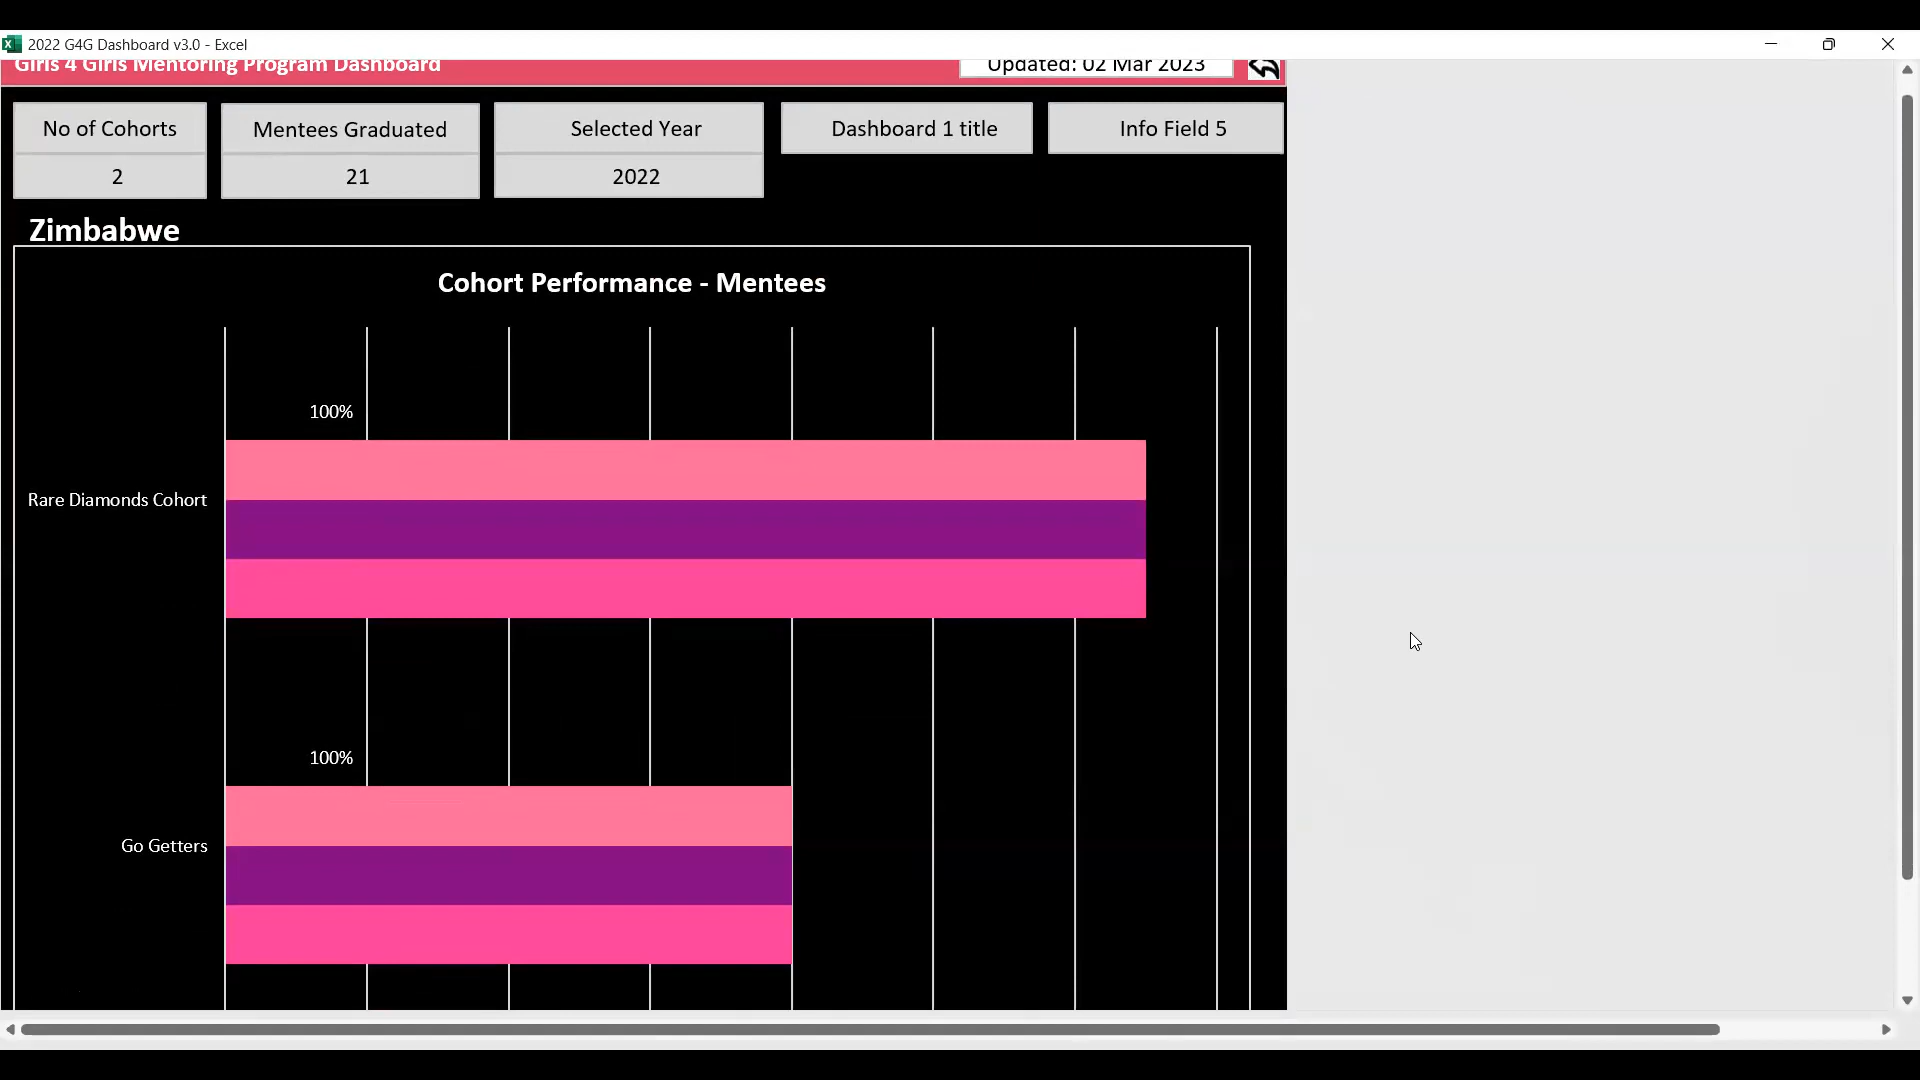 2022 G4G Dashboard v3.0 - Excel
Girls 4 Girls Mentoring Program Dashboard
Updated: 02 Mar 2023
No of Cohorts
2
Mentees Graduated
21
Selected Year
2022
Dashboard 1 title
Info Field 5
Zimbabwe
Cohort Performance - Mentees
100%
Rare Diamonds Cohort
100%
Go Getters